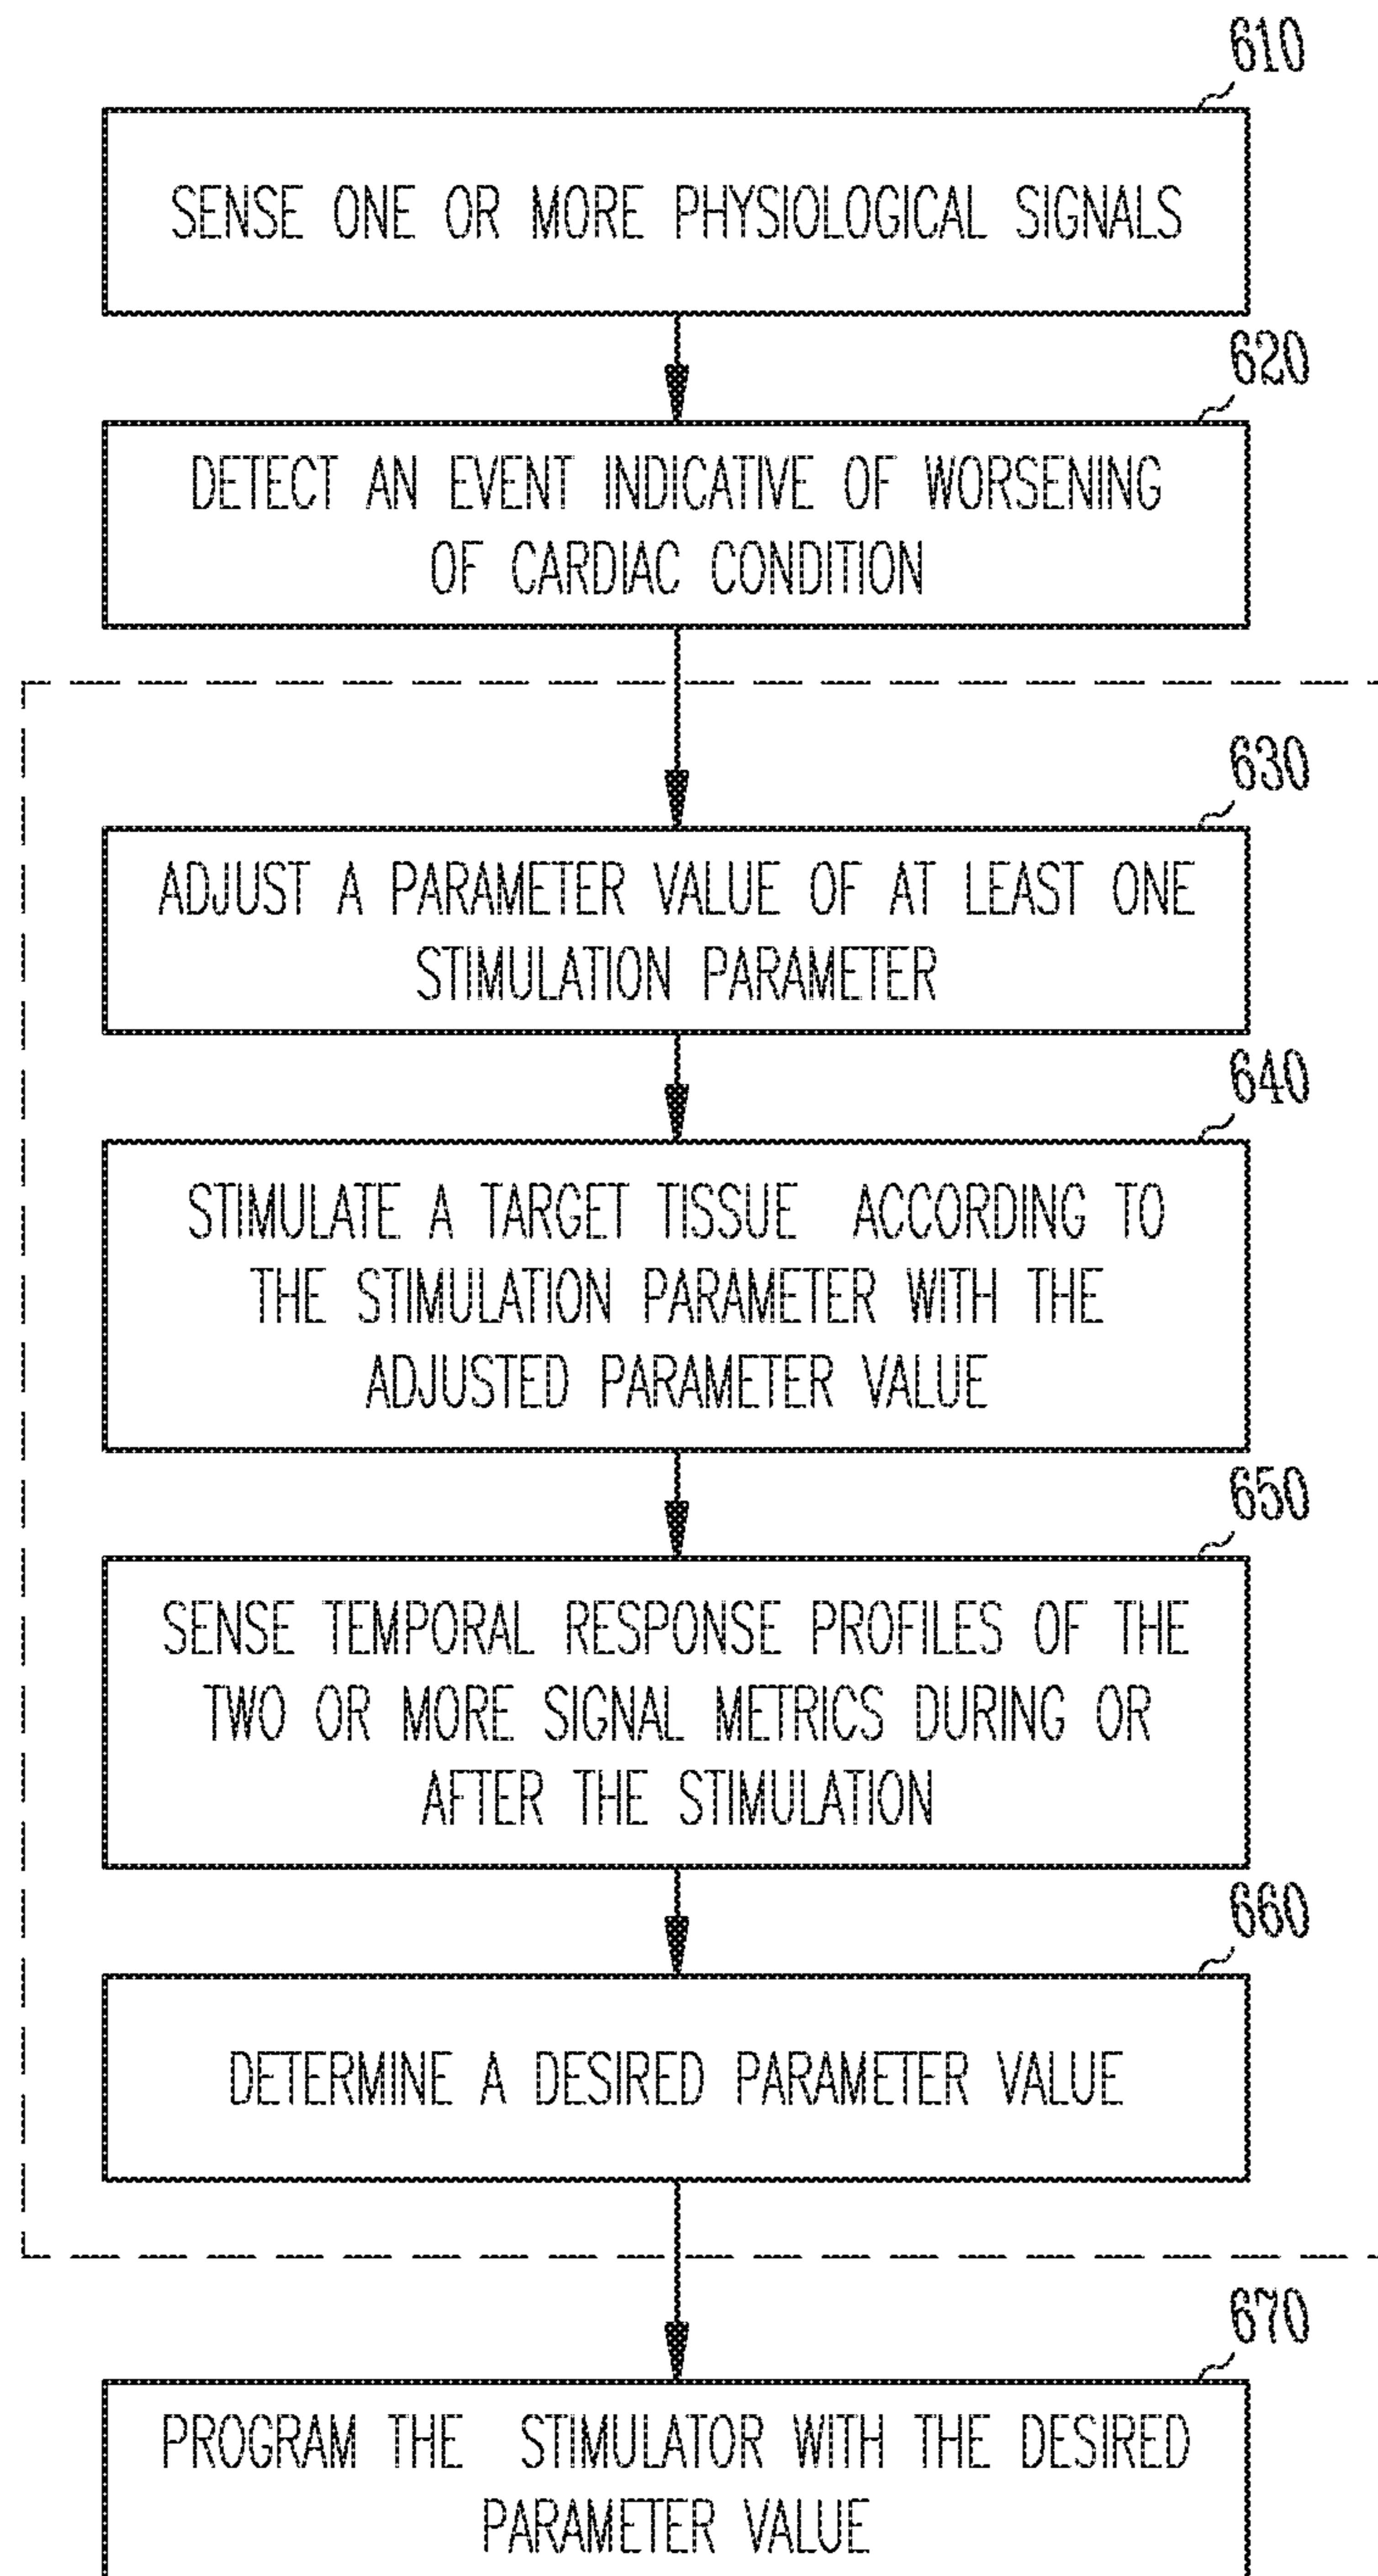 610
SENSE ONE OR MORE PHYSIOLOGICAL SIGNALS
620
DETECT AN EVENT INDICATIVE OF WORSENING
OF CARDIAC CONDITION
630
ADJUST A PARAMETER VALUE OF AT LEAST ONE
STIMULATION PARAMETER
640
STIMULATE A TARGET TISSUE ACCORDING TO
THE STIMULATION PARAMETER WITH THE
ADJUSTED PARAMETER VALUE
650
SENSE TEMPORAL RESPONSE PROFILES OF THE
TWO OR MORE SIGNAL METRICS DURING OR
AFTER THE STIMULATION
660
DETERMINE A DESIRED PARAMETER VALUE
670
PROGRAM THE STIMULATOR WITH THE DESIRED
PARAMETER VALUE